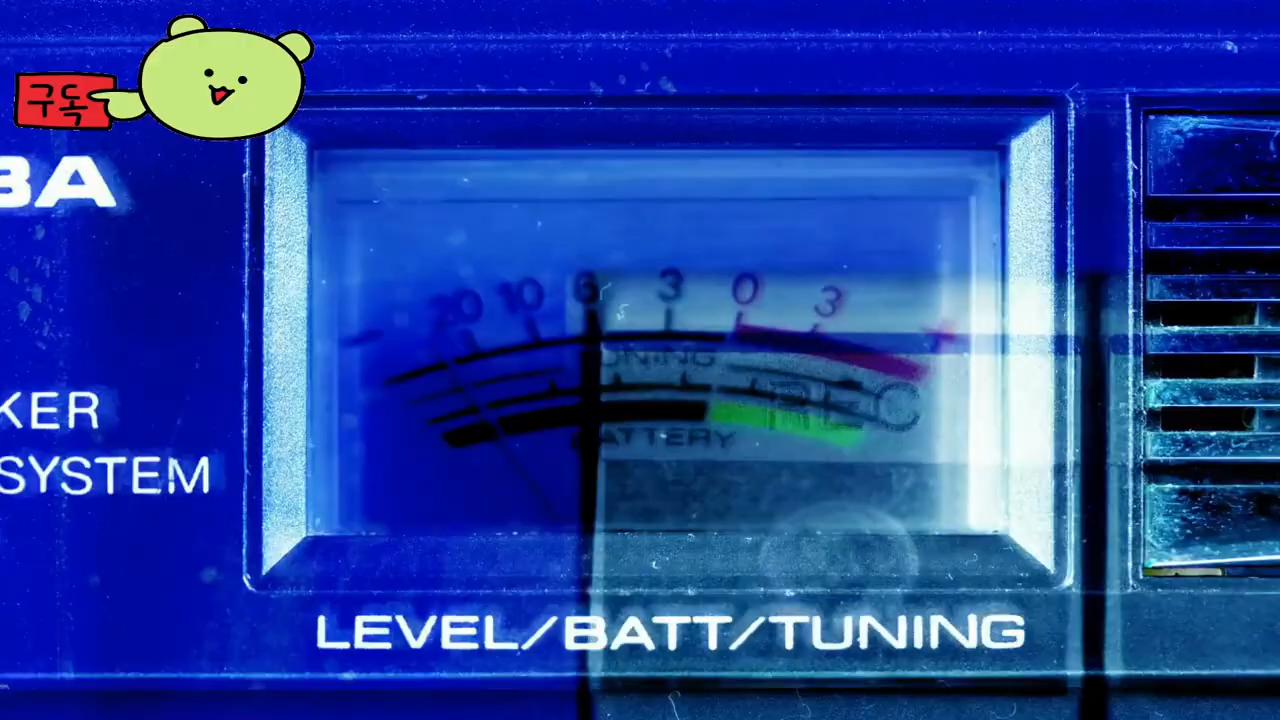 구독
BA
20 10 6 3 0 3
- +
TUNING
REC
BATTERY
KER
SYSTEM
LEVEL/BATT/TUNING